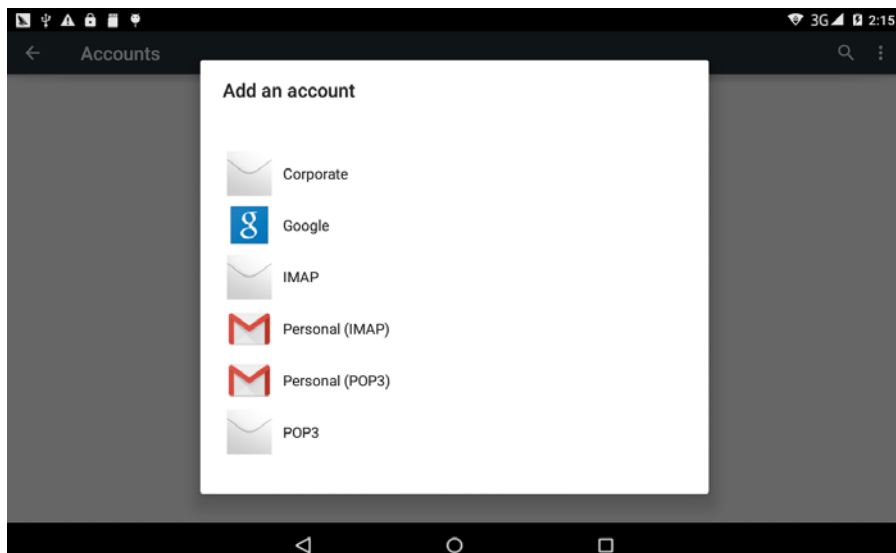 3G 2:15
Accounts
Add an account
Corporate
g Google
IMAP
Personal (IMAP)
Personal (POP3)
POP3